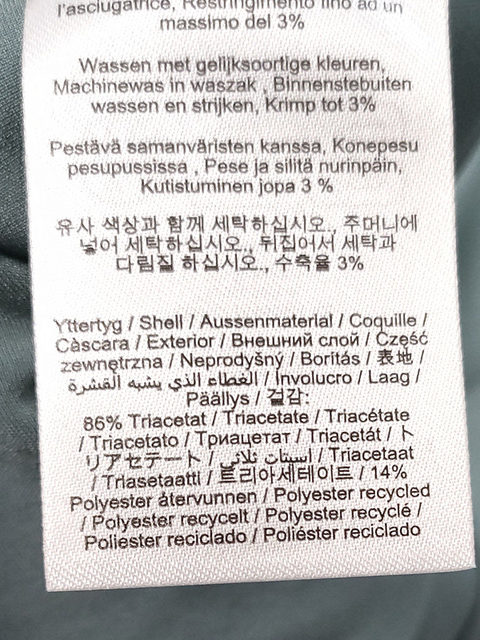 l'asciugatrice, Restringimento fino ad un
massimo del 3%
Wassen met gelijksoortige kleuren,
Machinewas in waszak , Binnenstebuiten
wassen en strijken, Krimp tot 3%
Pestävä samanväristen kanssa, Konepesu
pesupussissa , Pese ja silitä nurinpäin,
Kutistuminen jopa 3 %
유사 색상과 함께 세탁하십시오., 주머니에
넣어 세탁하십시오., 뒤집어서 세탁과
다림질 하십시오., 수축율 3%
Yttertyg / Shell / Aussenmaterial / Coquille /
Càscara / Exterior / Внешний слой / Część
zewnętrzna / Neprodyšný / Borítás / 表地 /
الغطاء الذي يشبه القشرة / Involucro / Laag /
Päällys / 겉감:
86% Triacetat / Triacetate / Triacétate
/ Triacetato / Триацетат / Triacetát / ト
リアセテート / أسيتات ثلاثي / Triacetaat
/ Triasetaatti / 트리아세테이트 / 14%
Polyester återvunnen / Polyester recycled
/ Polyester recycelt / Polyester recyclé /
Poliester reciclado / Poliéster reciclado